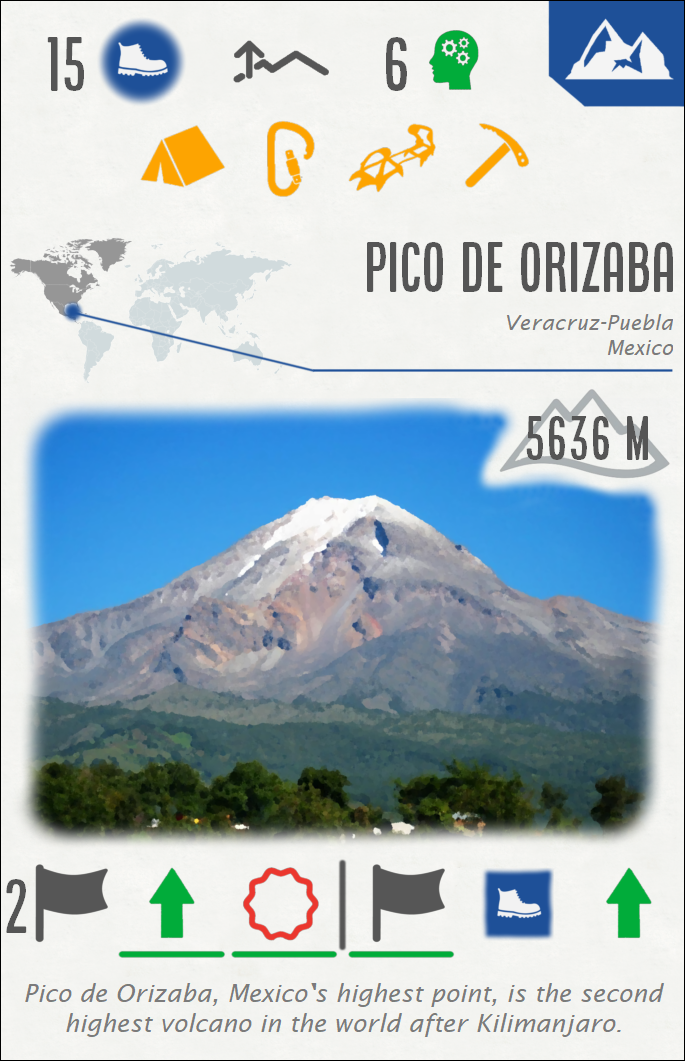 15
6
PICO DE ORIZABA
Veracruz-Puebla
Mexico
5636 M
2
Pico de Orizaba, Mexico‛s highest point, is the second
highest volcano in the world after Kilimanjaro.